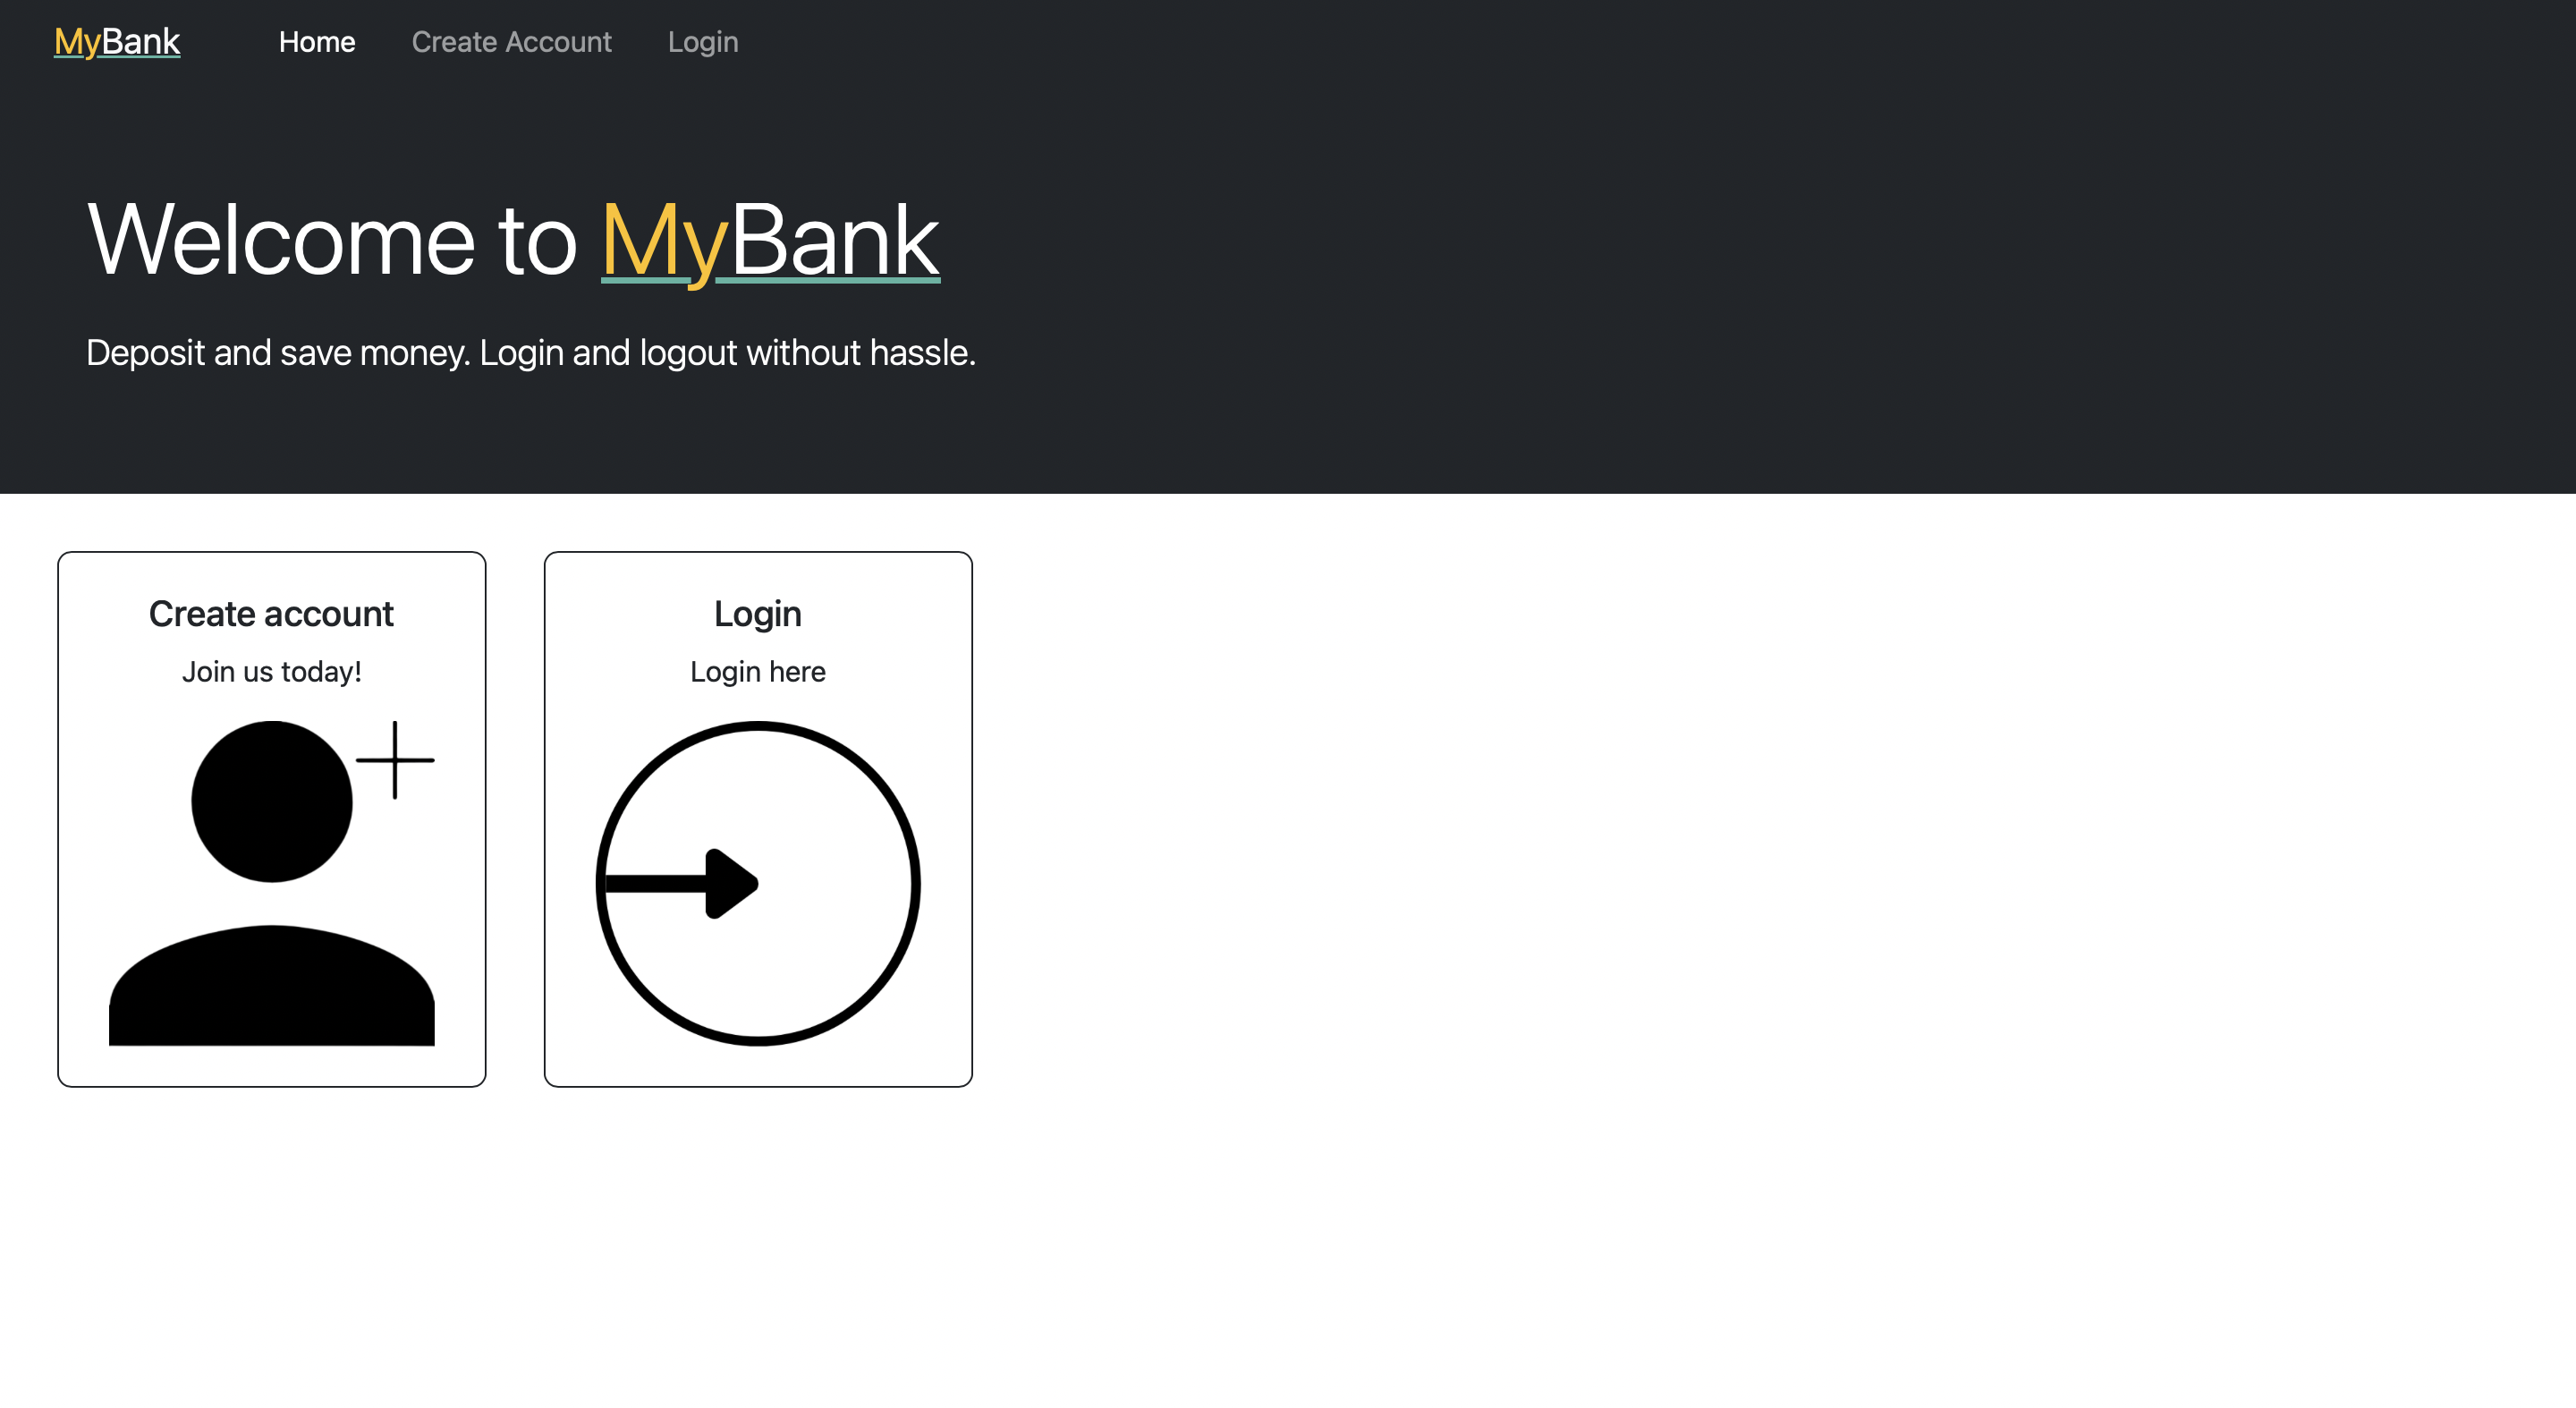 MyBank Home Create Account Login
Welcome to MyBank
Deposit and save money. Login and logout without hassle.
Create account
Join us today!
Login
Login here